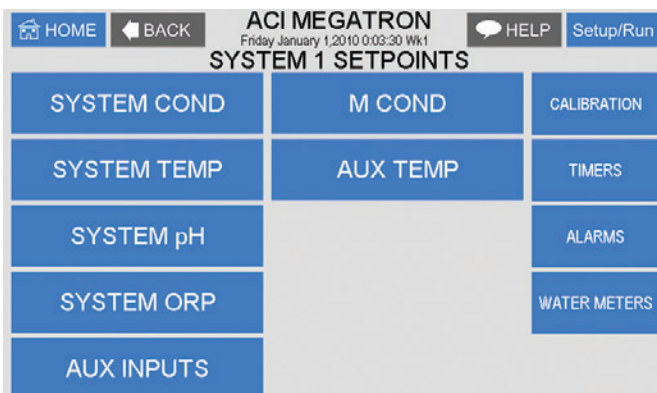 HOME
BACK
ACI MEGATRON
Friday January 1,2010 0:03:30 Wk1
HELP
Setup/Run
SYSTEM 1 SETPOINTS
SYSTEM COND
M COND
CALIBRATION
SYSTEM TEMP
AUX TEMP
TIMERS
SYSTEM pH
ALARMS
SYSTEM ORP
WATER METERS
AUX INPUTS